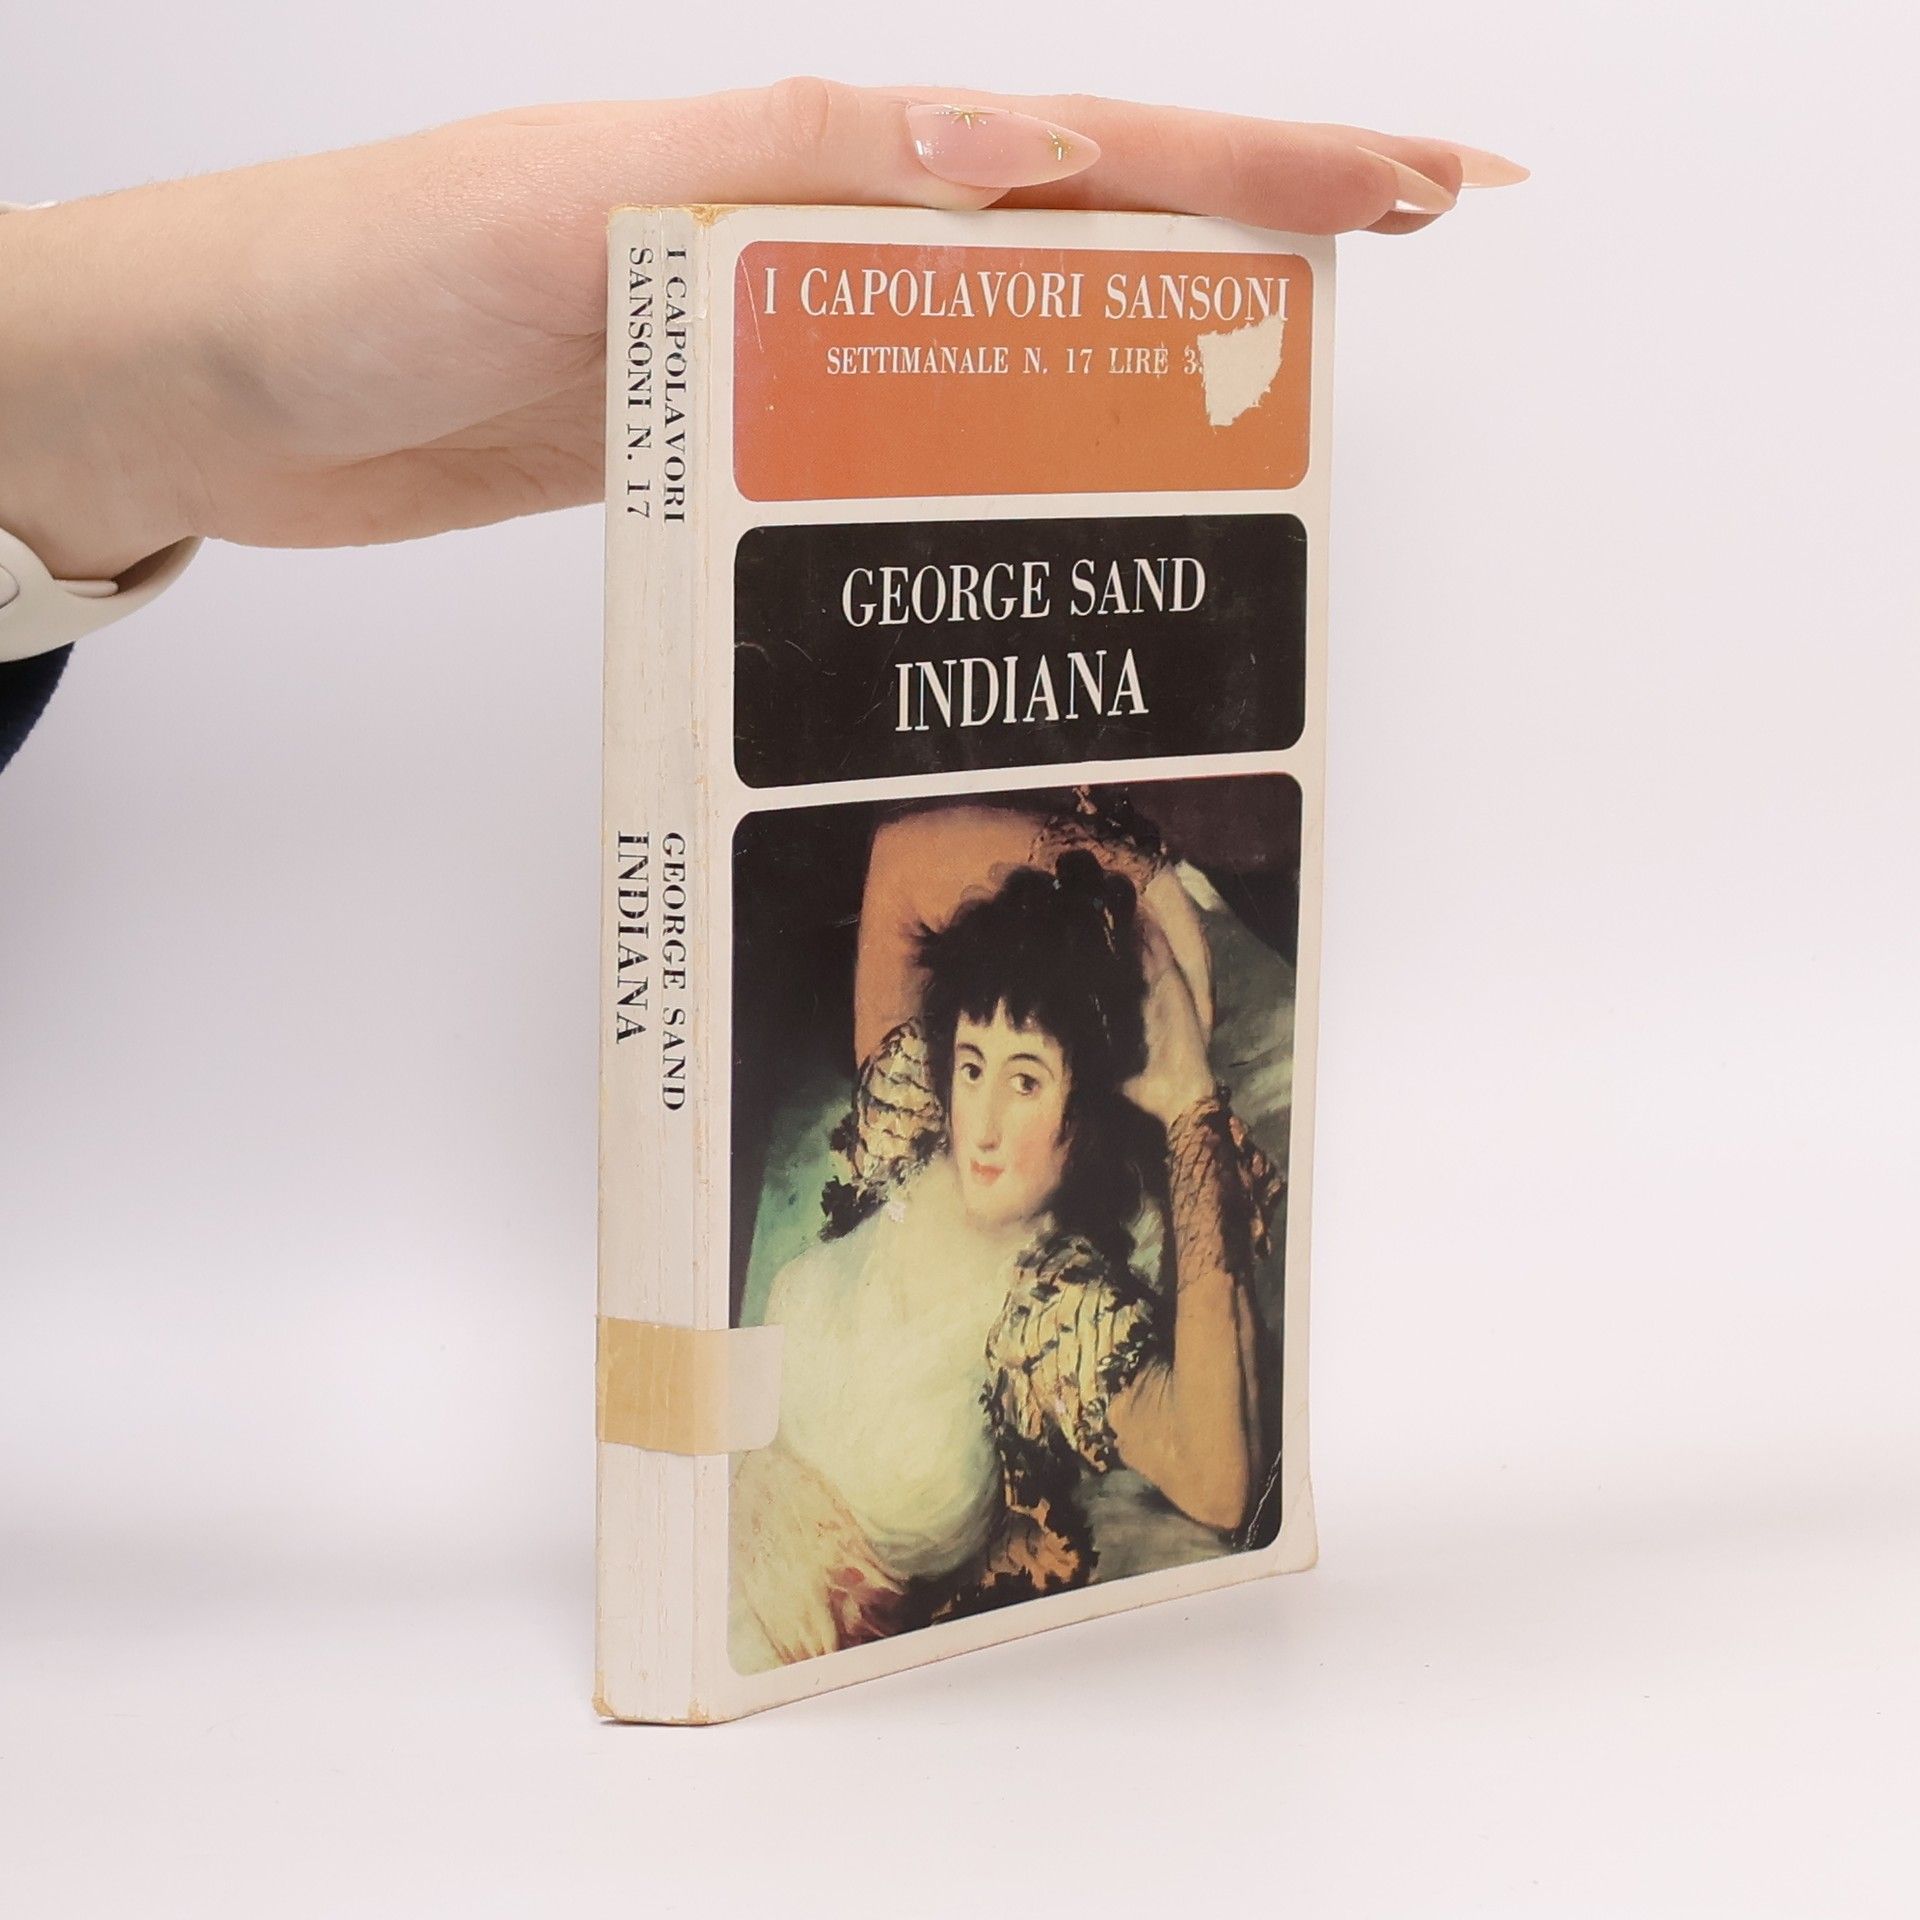 I CAPOLAVORI SANSONI
SETTIMANALE N. 17 LIRE
GEORGE SAND
INDIANA
I CAPOLAVORI
SANSONI N. 17
GEORGE SAND
INDIANA